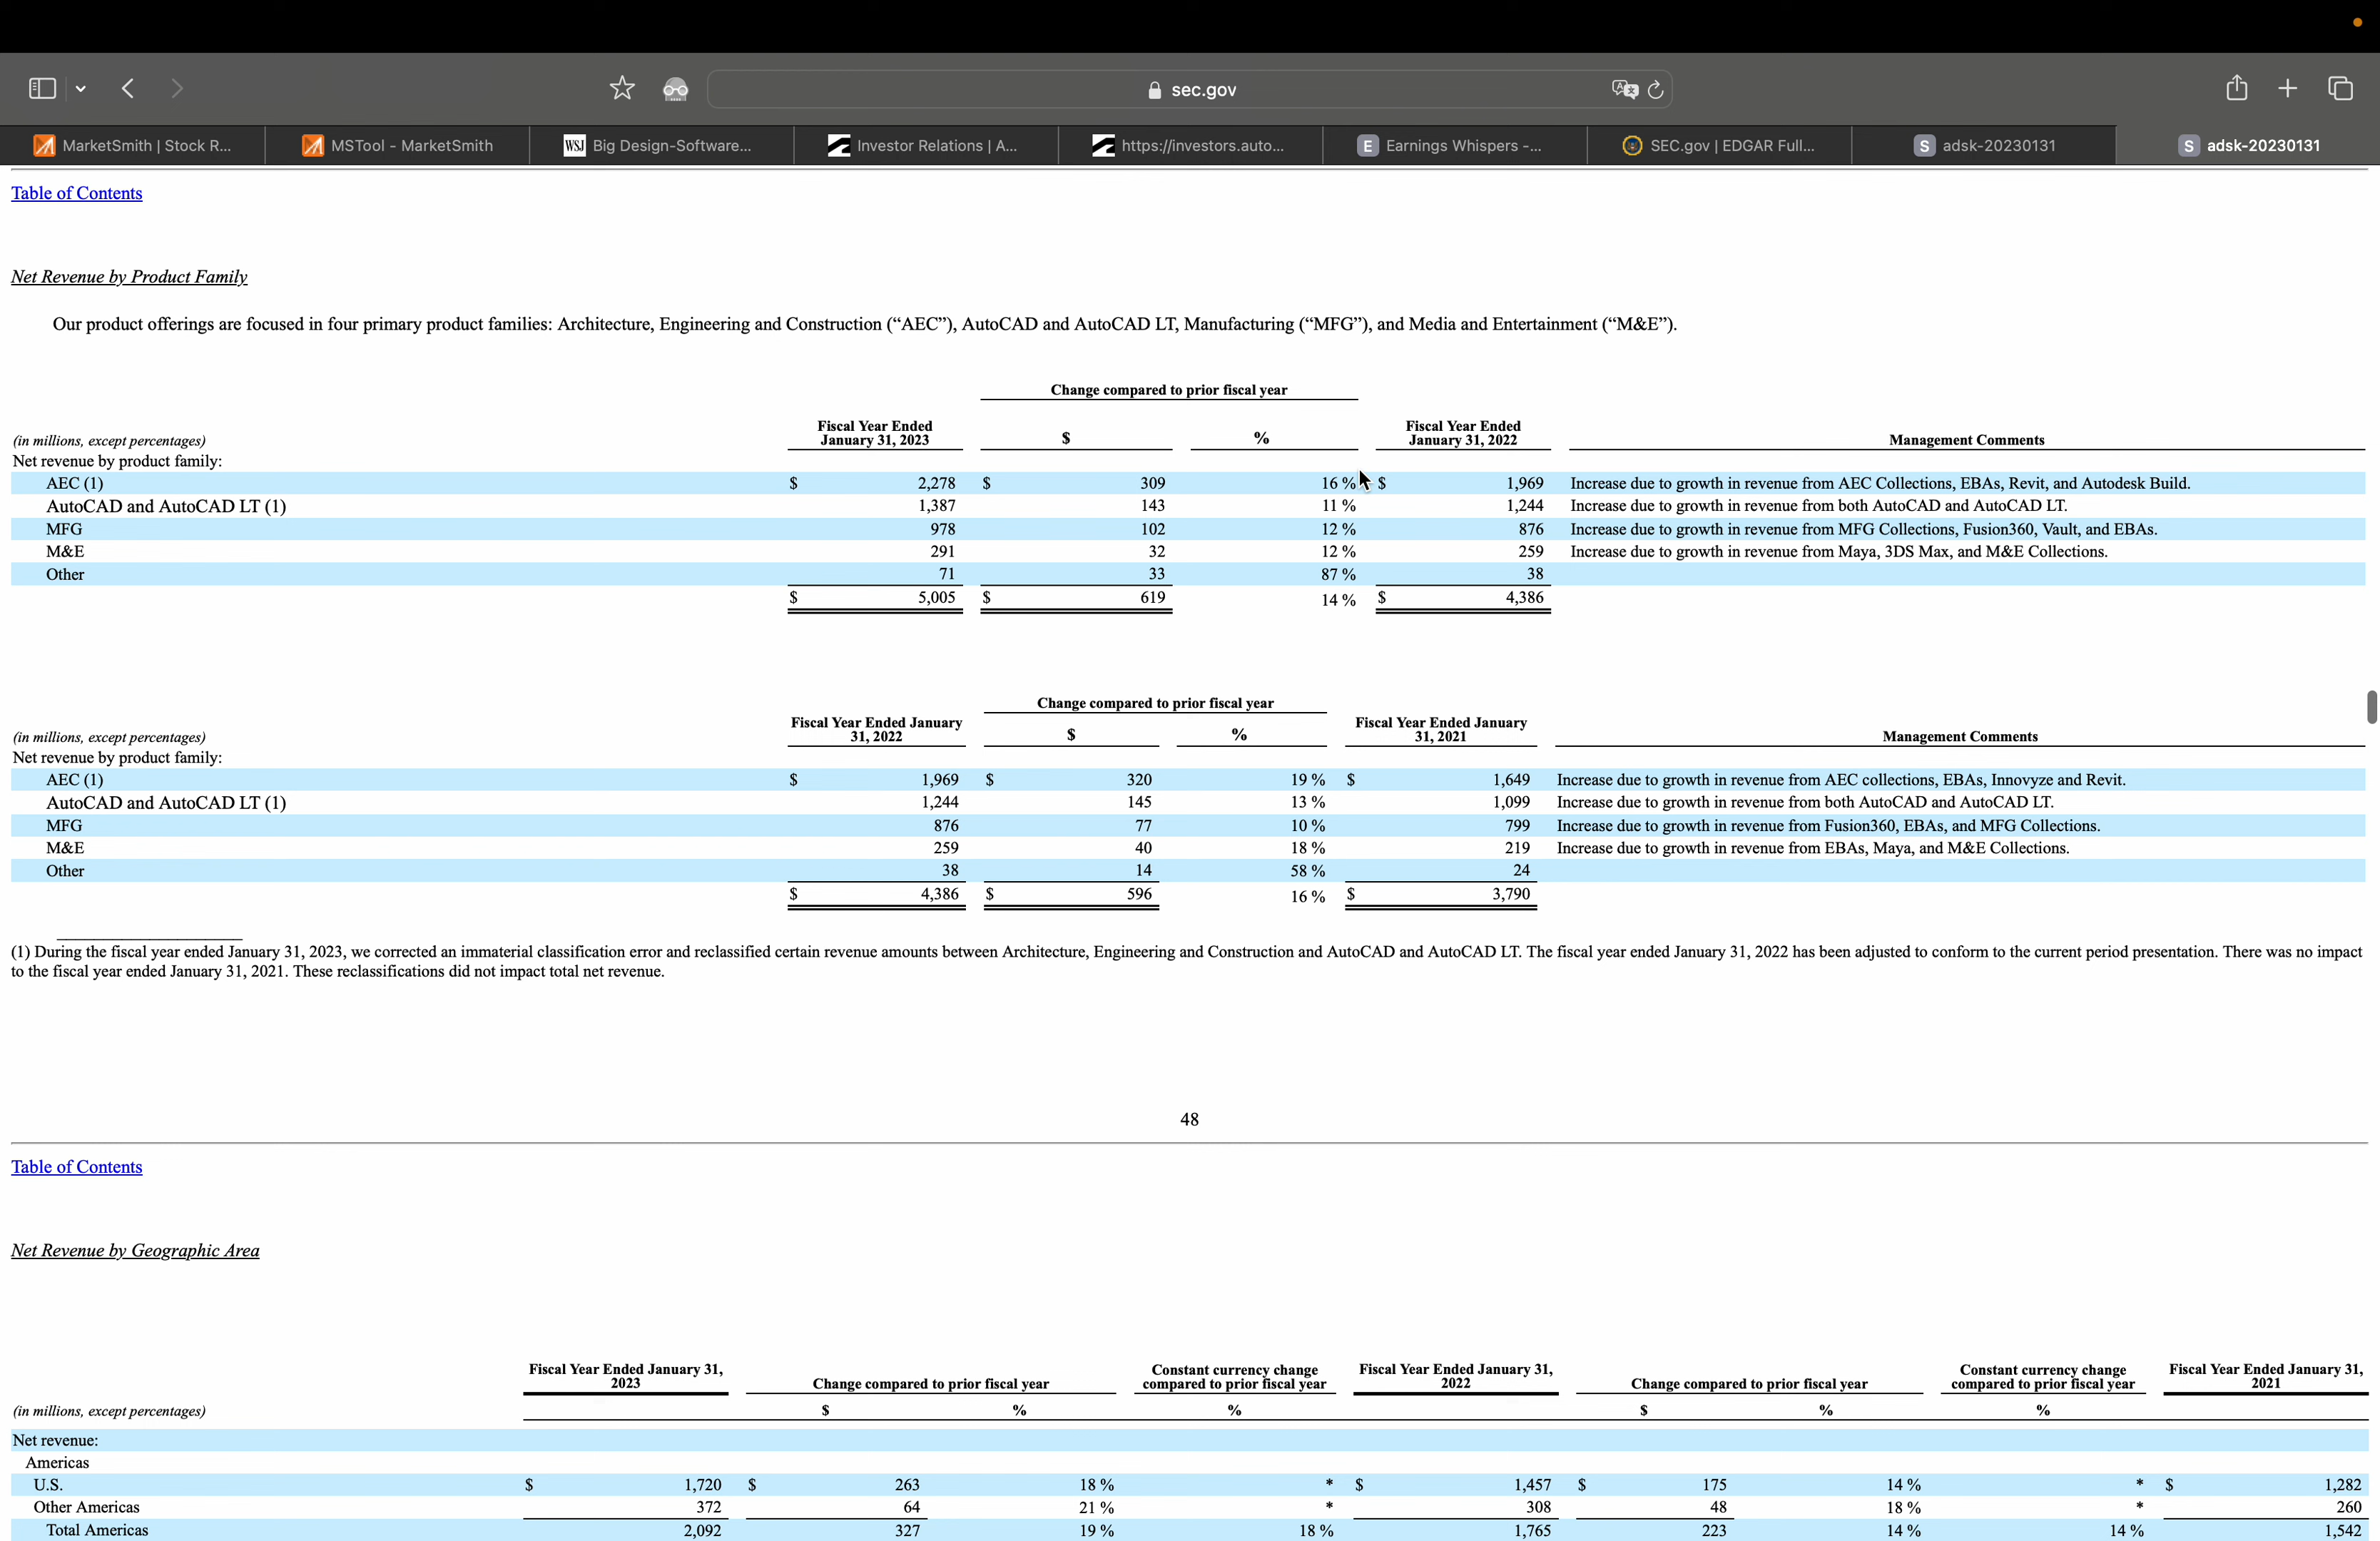 sec.gov
MarketSmith | Stock R...
MSTool - MarketSmith
WSJ Big Design-Software...
Investor Relations | A...
https://investors.auto...
E Earnings Whispers -...
SEC.gov | EDGAR Full...
S adsk-20230131
S adsk-20230131
Table of Contents
Net Revenue by Product Family
Our product offerings are focused in four primary product families: Architecture, Engineering and Construction (“AEC”), AutoCAD and AutoCAD LT, Manufacturing (“MFG”), and Media and Entertainment (“M&E”).
Change compared to prior fiscal year
Fiscal Year Ended Fiscal Year Ended
(in millions, except percentages) January 31, 2023 $ % January 31, 2022 Management Comments
Net revenue by product family:
AEC (1) $ 2,278 $ 309 16 % $ 1,969 Increase due to growth in revenue from AEC Collections, EBAs, Revit, and Autodesk Build.
AutoCAD and AutoCAD LT (1) 1,387 143 11 % 1,244 Increase due to growth in revenue from both AutoCAD and AutoCAD LT.
MFG 978 102 12 % 876 Increase due to growth in revenue from MFG Collections, Fusion360, Vault, and EBAs.
M&E 291 32 12 % 259 Increase due to growth in revenue from Maya, 3DS Max, and M&E Collections.
Other 71 33 87 % 38
$ 5,005 $ 619 14 % $ 4,386
Change compared to prior fiscal year
Fiscal Year Ended January Fiscal Year Ended January
(in millions, except percentages) 31, 2022 $ % 31, 2021 Management Comments
Net revenue by product family:
AEC (1) $ 1,969 $ 320 19 % $ 1,649 Increase due to growth in revenue from AEC collections, EBAs, Innovyze and Revit.
AutoCAD and AutoCAD LT (1) 1,244 145 13 % 1,099 Increase due to growth in revenue from both AutoCAD and AutoCAD LT.
MFG 876 77 10 % 799 Increase due to growth in revenue from Fusion360, EBAs, and MFG Collections.
M&E 259 40 18 % 219 Increase due to growth in revenue from EBAs, Maya, and M&E Collections.
Other 38 14 58 % 24
$ 4,386 $ 596 16 % $ 3,790
(1) During the fiscal year ended January 31, 2023, we corrected an immaterial classification error and reclassified certain revenue amounts between Architecture, Engineering and Construction and AutoCAD and AutoCAD LT. The fiscal year ended January 31, 2022 has been adjusted to conform to the current period presentation. There was no impact
to the fiscal year ended January 31, 2021. These reclassifications did not impact total net revenue.
48
Table of Contents
Net Revenue by Geographic Area
Fiscal Year Ended January 31, Constant currency change Fiscal Year Ended January 31, Constant currency change Fiscal Year Ended January 31,
2023 Change compared to prior fiscal year compared to prior fiscal year 2022 Change compared to prior fiscal year compared to prior fiscal year 2021
(in millions, except percentages) $ % % $ % %
Net revenue:
Americas
U.S. $ 1,720 $ 263 18 % * $ 1,457 $ 175 14 % * $ 1,282
Other Americas 372 64 21 % * 308 48 18 % * 260
Total Americas 2,092 327 19 % 18 % 1,765 223 14 % 14 % 1,542